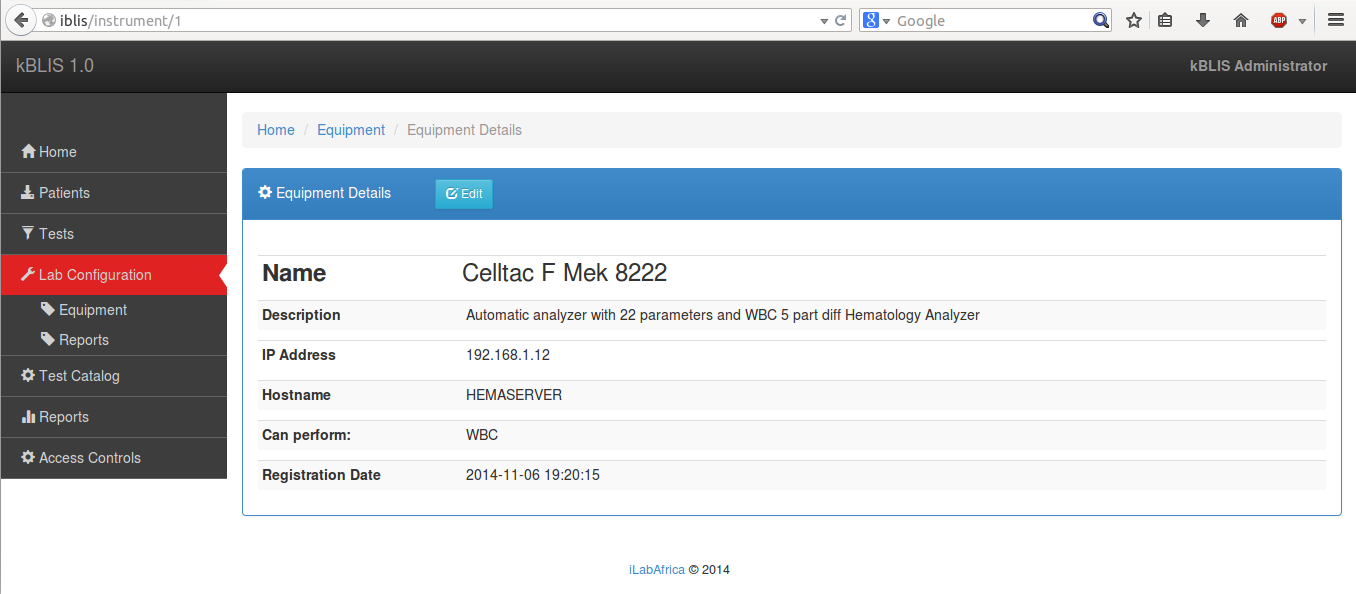 iblis/instrument/1
Google
ABP
kBLIS 1.0
kBLIS Administrator
Home
Patients
Tests
Lab Configuration
Equipment
Reports
Test Catalog
Reports
Access Controls
Home / Equipment / Equipment Details
Equipment Details
Edit
Name Celltac F Mek 8222
Description Automatic analyzer with 22 parameters and WBC 5 part diff Hematology Analyzer
IP Address 192.168.1.12
Hostname HEMASERVER
Can perform: WBC
Registration Date 2014-11-06 19:20:15
iLabAfrica © 2014